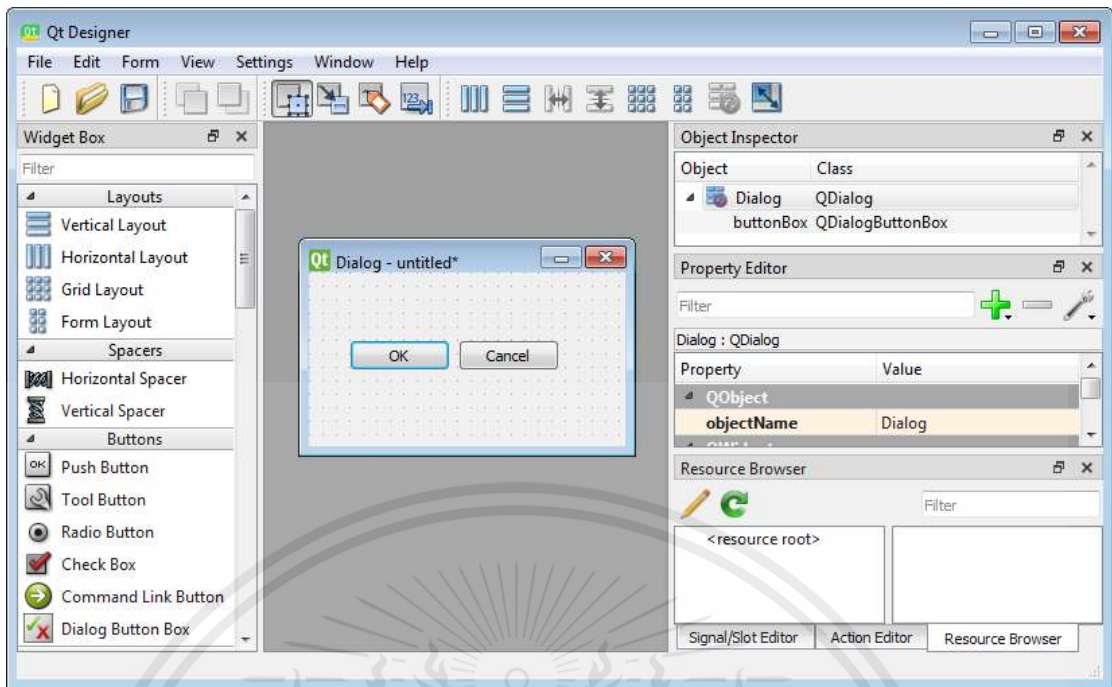 Qt Designer
File Edit Form View Settings Window Help
Widget Box
Filter
Layouts
Vertical Layout
Horizontal Layout
Grid Layout
Form Layout
Spacers
Horizontal Spacer
Vertical Spacer
Buttons
OK Push Button
Tool Button
Radio Button
Check Box
Command Link Button
Dialog Button Box
Qt Dialog - untitled*
OK Cancel
Object Inspector
Object Class
Dialog QDialog
buttonBox QDialogButtonBox
Property Editor
Filter
Dialog : QDialog
Property Value
QObject
objectName Dialog
QWidget
Resource Browser
Filter
<resource root>
Signal/Slot Editor Action Editor Resource Browser